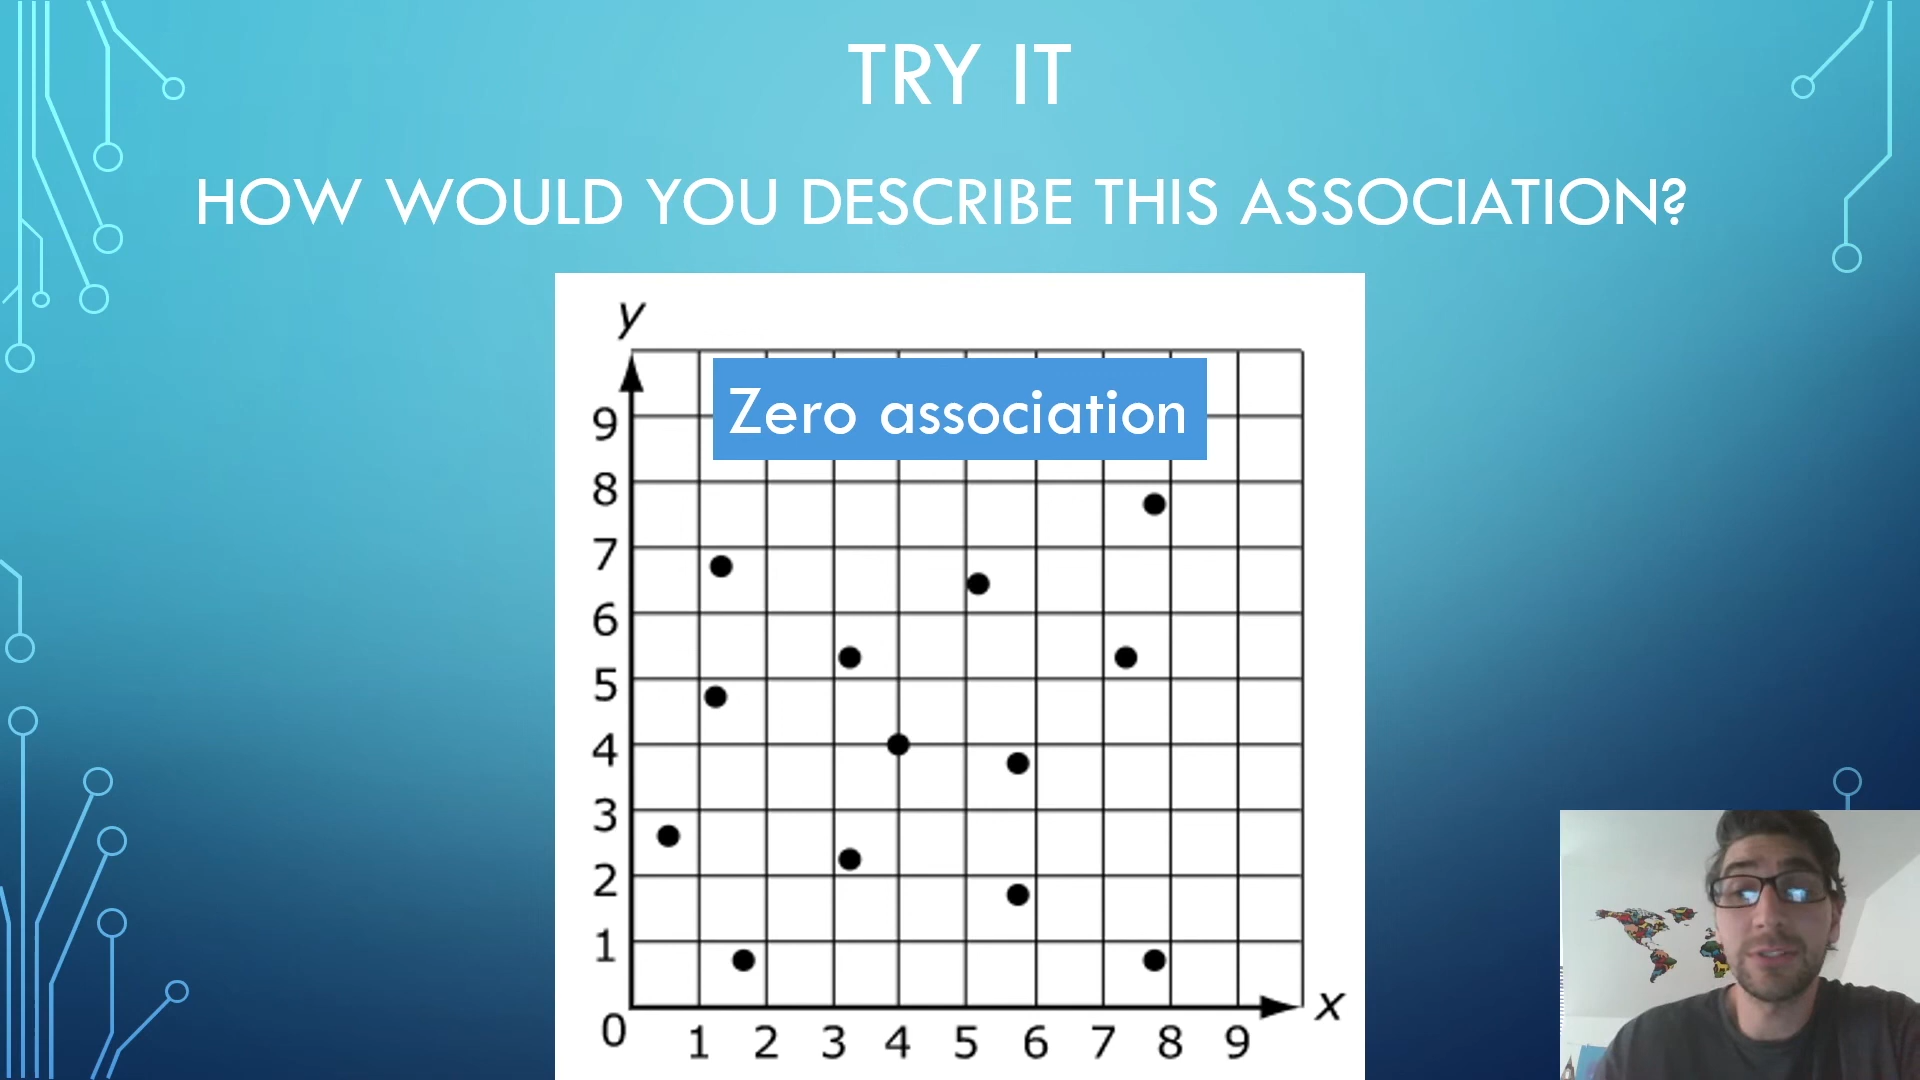 TRY IT
HOW WOULD YOU DESCRIBE THIS ASSOCIATION?
y
Zero association
9
8
7
6
5
4
3
2
1
0 1 2 3 4 5 6 7 8 9 x